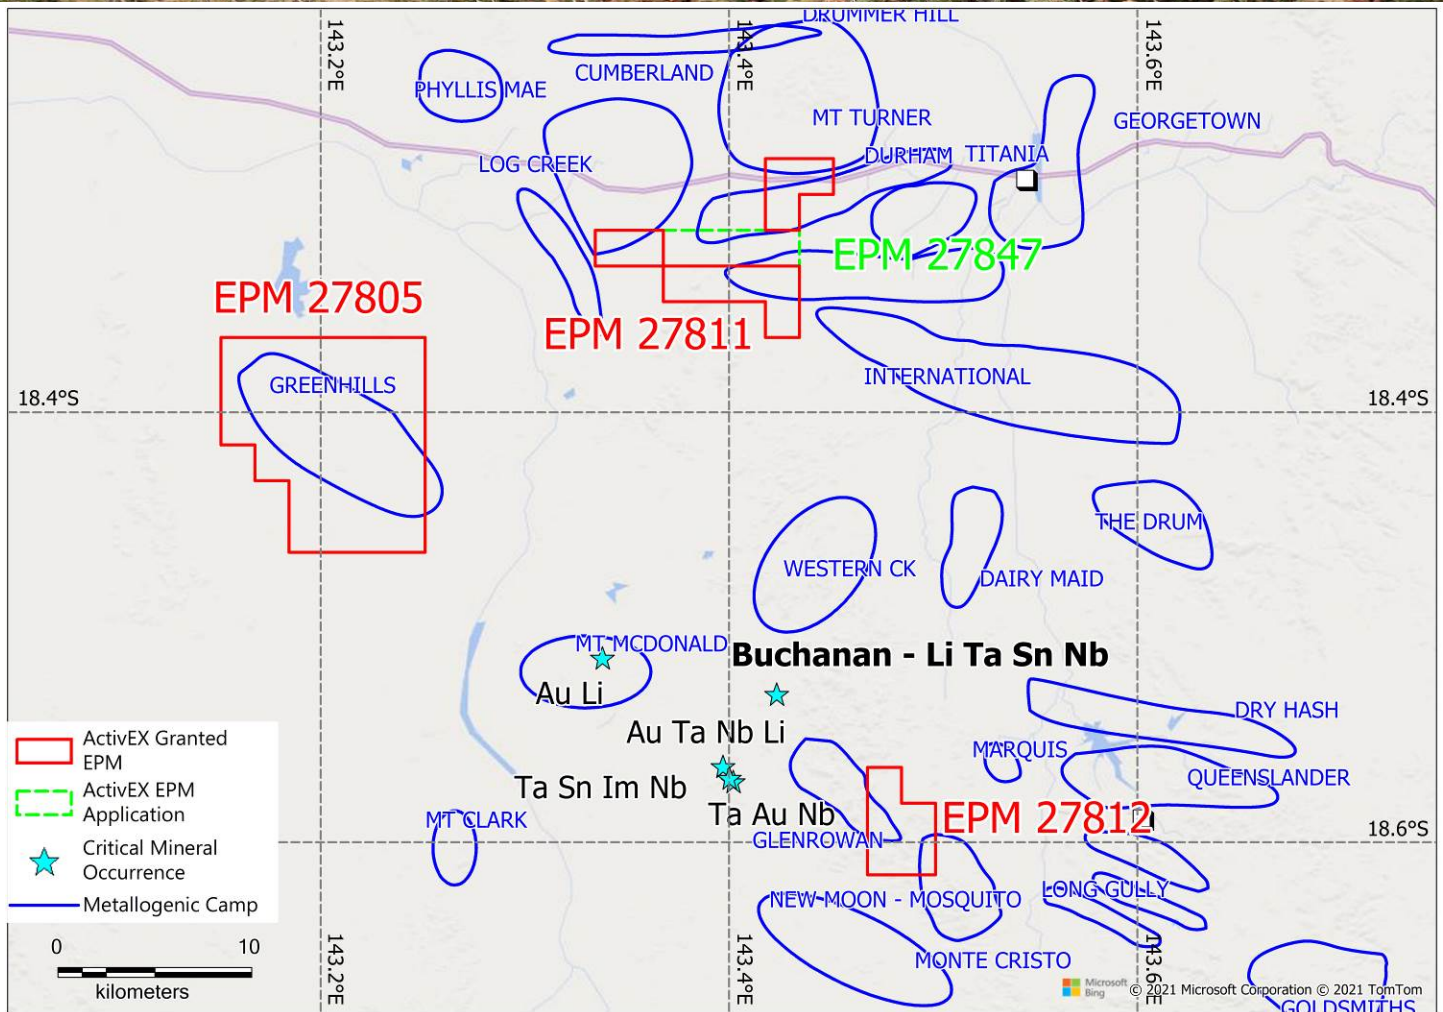 DRUMMER HILL
143.2°E
143.4°E
143.6°E
CUMBERLAND
PHYLLIS MAE
MT TURNER
GEORGETOWN
LOG CREEK
DURHAM
TITANIA
EPM 27847
EPM 27805
EPM 27811
INTERNATIONAL
GREENHILLS
18.4°S
18.4°S
THE DRUM
WESTERN CK
DAIRY MAID
MT MCDONALD
Buchanan - Li Ta Sn Nb
Au Li
DRY HASH
Au Ta Nb Li
MARQUIS
QUEENSLANDER
Ta Sn Im Nb
Ta Au Nb
EPM 27812
MT CLARK
GLENROWAN
18.6°S
LONG GULLY
NEW MOON - MOSQUITO
MONTE CRISTO
GOLDSMITHS
ActivEX Granted
EPM
ActivEX EPM
Application
Critical Mineral
Occurrence
Metallogenic Camp
0 10
kilometers
143.2°E
143.4°E
143.6°E
Microsoft
Bing
© 2021 Microsoft Corporation © 2021 TomTom